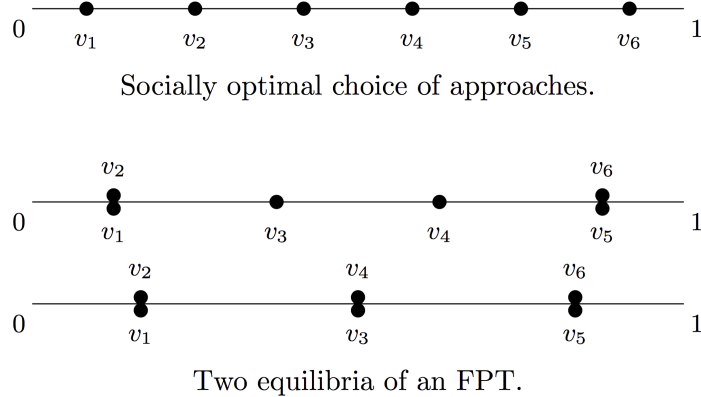 0 1
v1 v2 v3 v4 v5 v6
Socially optimal choice of approaches.
v2 v6
0 1
v1 v3 v4 v5
v2 v4 v6
0 1
v1 v3 v5
Two equilibria of an FPT.